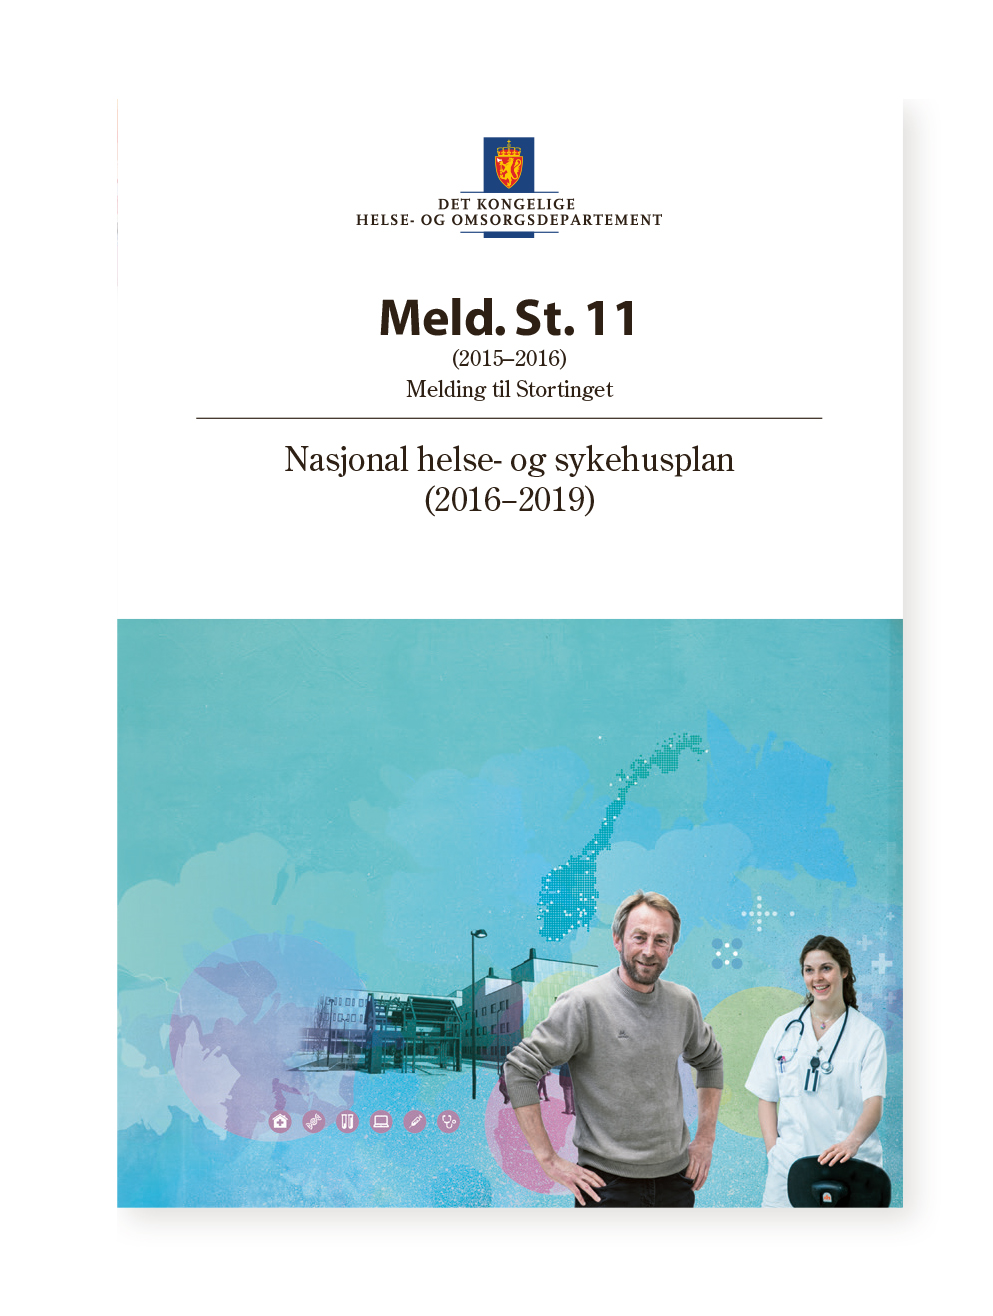 DET KONGELIGE
HELSE- OG OMSORGSDEPARTEMENT
Meld. St. 11
(2015–2016)
Melding til Stortinget
Nasjonal helse- og sykehusplan
(2016–2019)